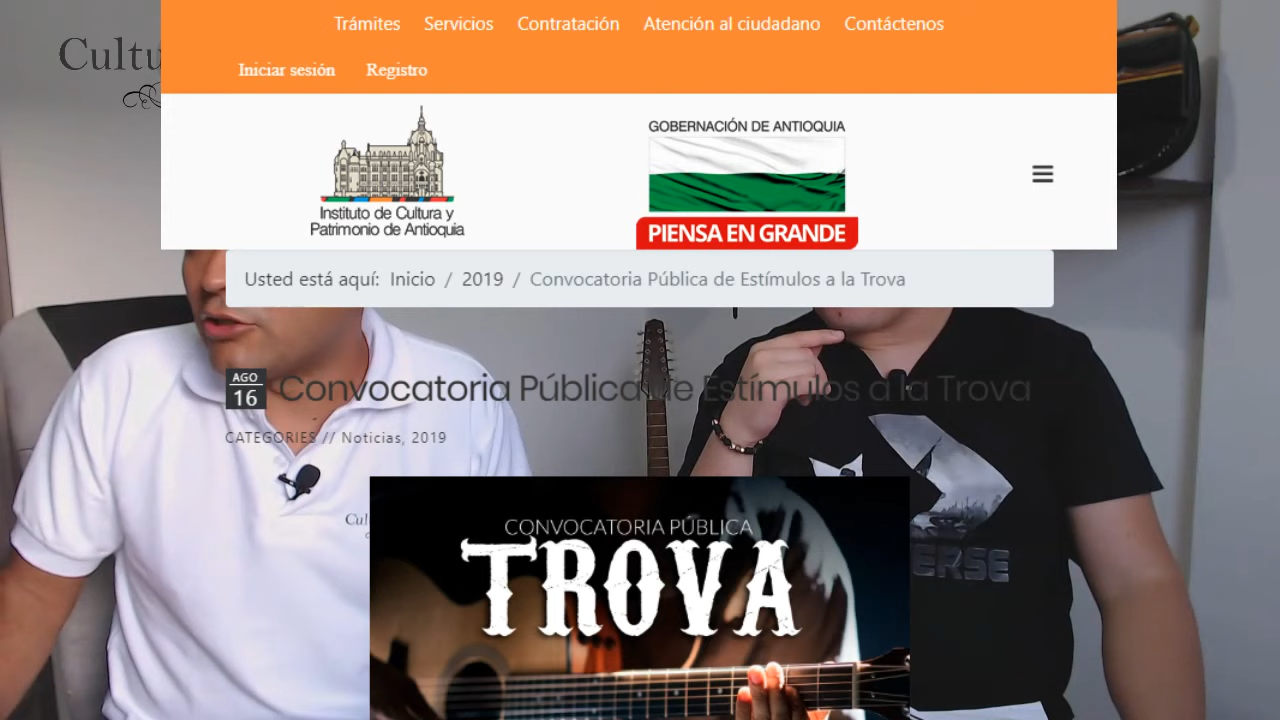 Trámites Servicios Contratación Atención al ciudadano Contáctenos
Iniciar sesión Registro
Instituto de Cultura y
Patrimonio de Antioquia
GOBERNACIÓN DE ANTIOQUIA
PIENSA EN GRANDE
Usted está aquí: Inicio / 2019 / Convocatoria Pública de Estímulos a la Trova
AGO
16
Convocatoria Pública de Estímulos a la Trova
CATEGORIES // Noticias, 2019
CONVOCATORIA PÚBLICA
TROVA